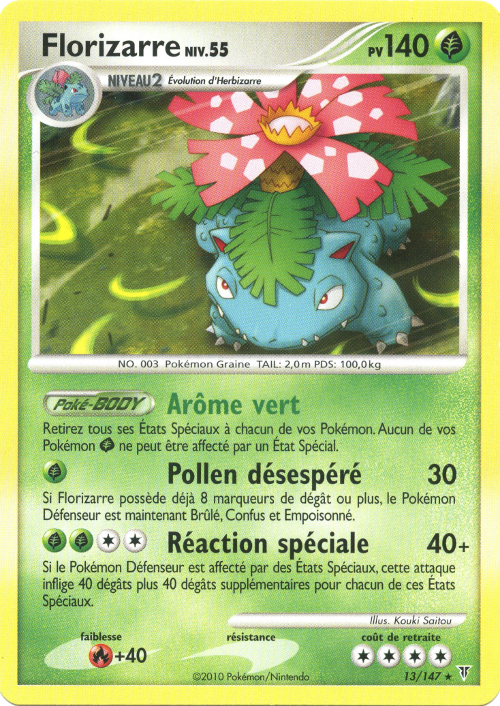 Florizarre NIV.55 PV 140
NIVEAU2 Évolution d'Herbizarre
NO. 003 Pokémon Graine TAIL: 2,0m PDS: 100,0kg
Poké-BODY Arôme vert
Retirez tous ses États Spéciaux à chacun de vos Pokémon. Aucun de vos
Pokémon ne peut être affecté par un État Spécial.
Pollen désespéré 30
Si Florizarre possède déjà 8 marqueurs de dégât ou plus, le Pokémon
Défenseur est maintenant Brûlé, Confus et Empoisonné.
Réaction spéciale 40+
Si le Pokémon Défenseur est affecté par des États Spéciaux, cette attaque
inflige 40 dégâts plus 40 dégâts supplémentaires pour chacun de ces États
Spéciaux.
Illus. Kouki Saitou
faiblesse résistance coût de retraite
+40
©2010 Pokémon/Nintendo 13/147 ★